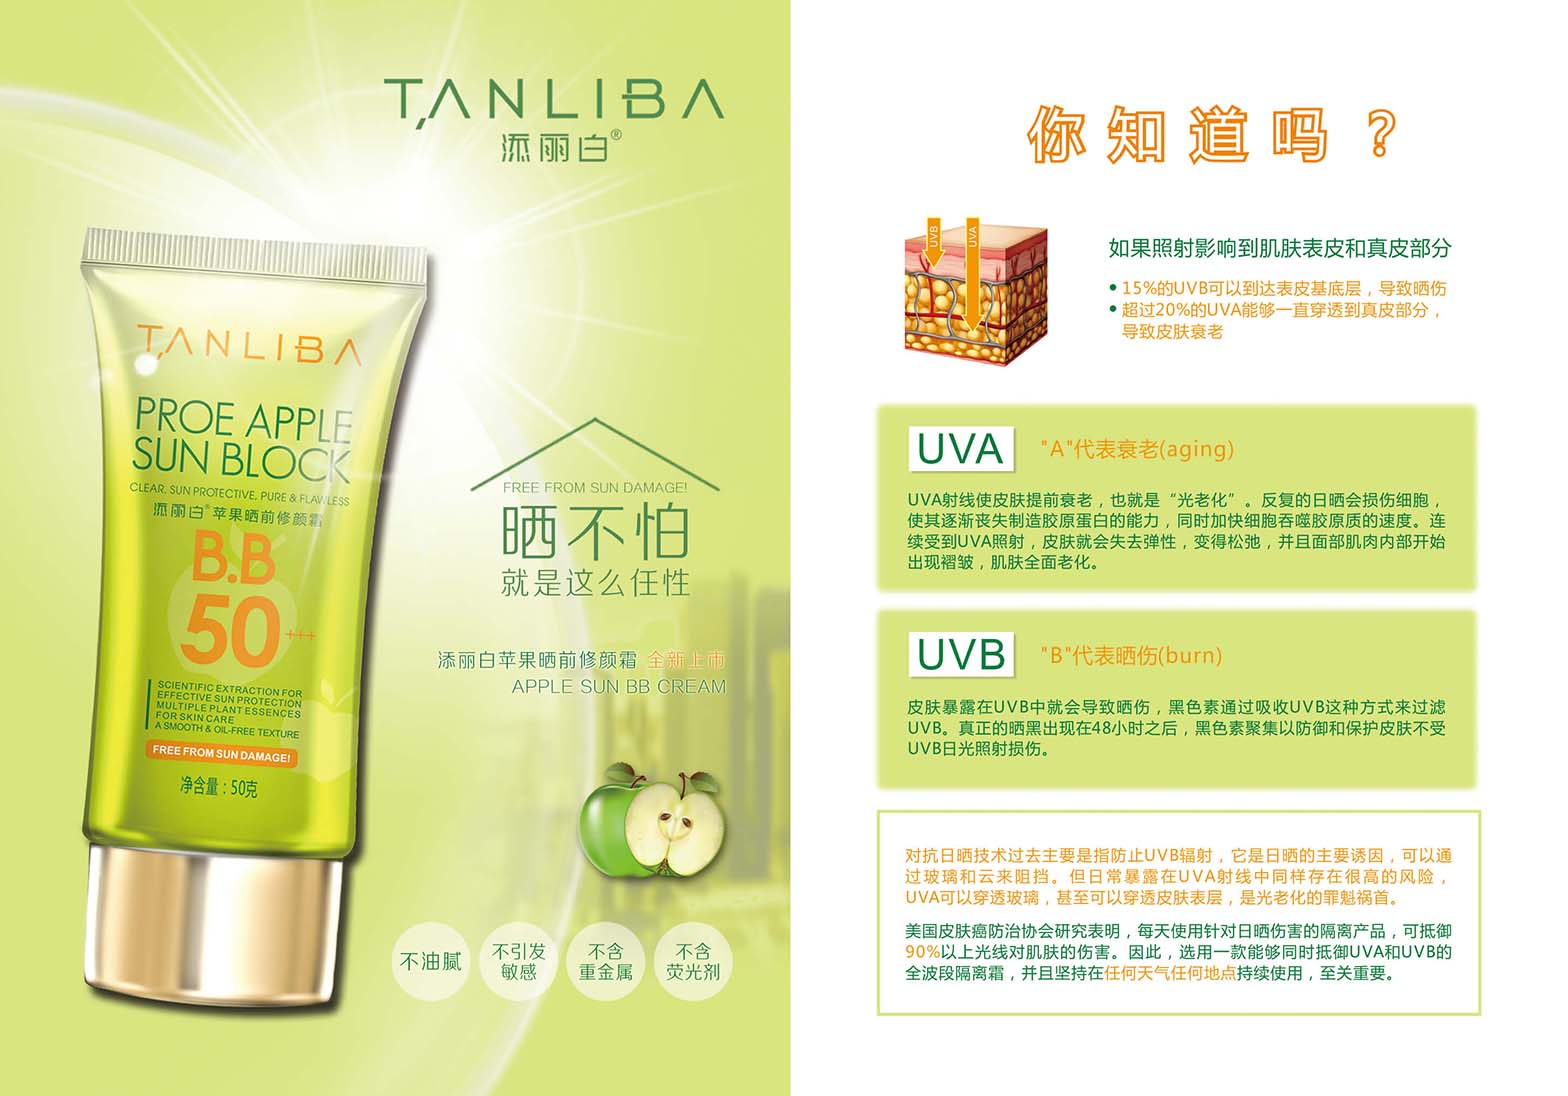 TANLIBA
添丽白®
TANLIBA
PROE APPLE
SUN BLOCK
CLEAR, SUN PROTECTIVE, PURE & FLAWLESS
添丽白®苹果晒前修颜霜
B.B
50+++
SCIENTIFIC EXTRACTION FOR
EFFECTIVE SUN PROTECTION
MULTIPLE PLANT ESSENCES
FOR SKIN CARE
A SMOOTH & OIL-FREE TEXTURE
FREE FROM SUN DAMAGE!
净含量：50克
FREE FROM SUN DAMAGE!
晒不怕
就是这么任性
添丽白苹果晒前修颜霜 全新上市
APPLE SUN BB CREAM
不油腻
不引发
敏感
不含
重金属
不含
荧光剂
你知道吗？
UVB
UVA
如果照射影响到肌肤表皮和真皮部分
• 15%的UVB可以到达表皮基底层，导致晒伤
• 超过20%的UVA能够一直穿透到真皮部分，
导致皮肤衰老
UVA "A"代表衰老(aging)
UVA射线使皮肤提前衰老，也就是“光老化”。反复的日晒会损伤细胞，
使其逐渐丧失制造胶原蛋白的能力，同时加快细胞吞噬胶原质的速度。连
续受到UVA照射，皮肤就会失去弹性，变得松弛，并且面部肌肉内部开始
出现褶皱，肌肤全面老化。
UVB "B"代表晒伤(burn)
皮肤暴露在UVB中就会导致晒伤，黑色素通过吸收UVB这种方式来过滤
UVB。真正的晒黑出现在48小时之后，黑色素聚集以防御和保护皮肤不受
UVB日光照射损伤。
对抗日晒技术过去主要是指防止UVB辐射，它是日晒的主要诱因，可以通
过玻璃和云来阻挡。但日常暴露在UVA射线中同样存在很高的风险，
UVA可以穿透玻璃，甚至可以穿透皮肤表层，是光老化的罪魁祸首。
美国皮肤癌防治协会研究表明，每天使用针对日晒伤害的隔离产品，可抵御
90%以上光线对肌肤的伤害。因此，选用一款能够同时抵御UVA和UVB的
全波段隔离霜，并且坚持在任何天气任何地点持续使用，至关重要。